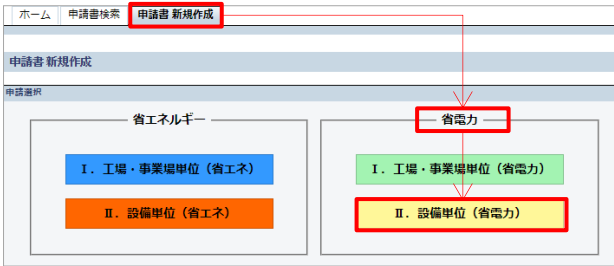 ホーム 申請書検索 申請書 新規作成
申請書 新規作成
申請選択
省エネルギー 省電力
Ⅰ．工場・事業場単位（省エネ） Ⅰ．工場・事業場単位（省電力）
Ⅱ．設備単位（省エネ） Ⅱ．設備単位（省電力）